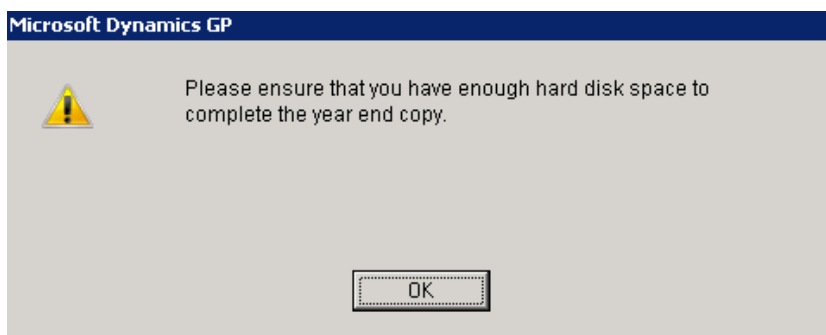 Microsoft Dynamics GP
Please ensure that you have enough hard disk space to
complete the year end copy.
OK